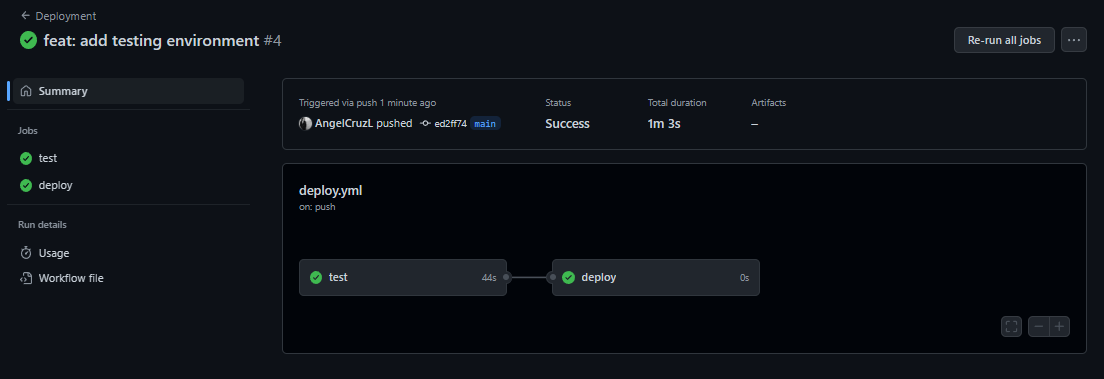 Deployment
feat: add testing environment #4
Re-run all jobs
Summary
Jobs
test
deploy
Run details
Usage
Workflow file
Triggered via push 1 minute ago
AngelCruzL pushed ed2ff74 main
Status
Success
Total duration
1m 3s
Artifacts
–
deploy.yml
on: push
test 44s
deploy 0s